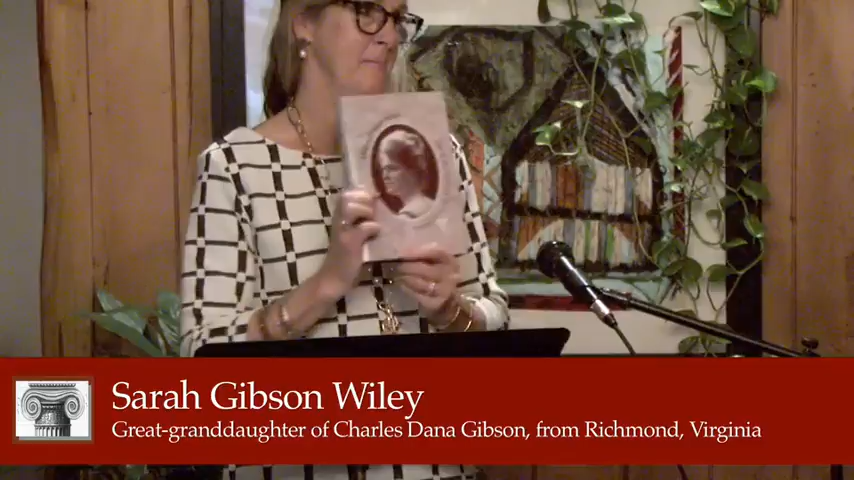 Sarah Gibson Wiley
Great-granddaughter of Charles Dana Gibson, from Richmond, Virginia